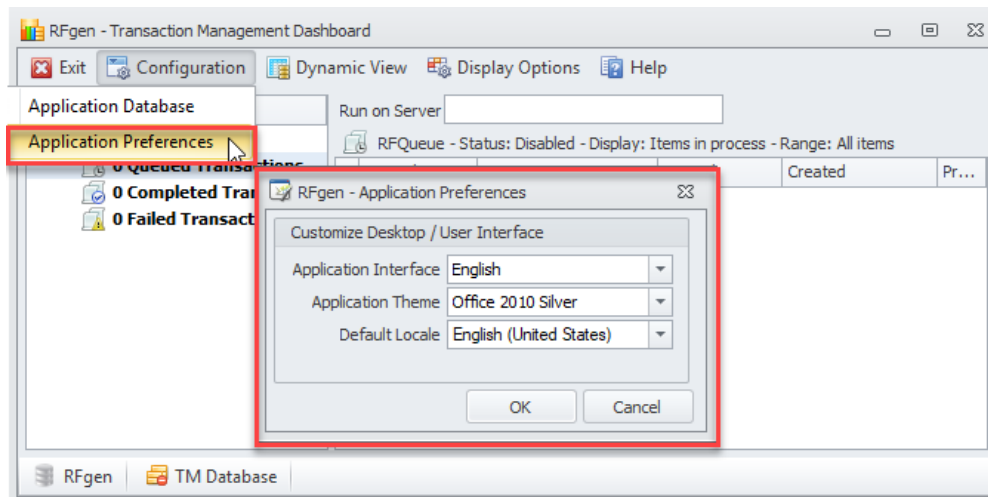 RFgen - Transaction Management Dashboard
Exit Configuration Dynamic View Display Options Help
Application Database
Application Preferences
Run on Server
RFQueue - Status: Disabled - Display: Items in process - Range: All items
Created Pr...
0 Queued Transactions
0 Completed Tra
0 Failed Transact
RFgen - Application Preferences
Customize Desktop / User Interface
Application Interface English
Application Theme Office 2010 Silver
Default Locale English (United States)
OK Cancel
RFgen TM Database